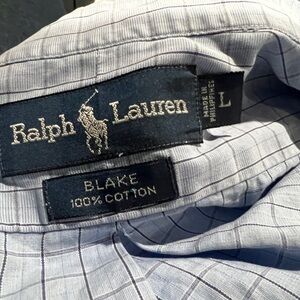 Ralph Lauren
L
MADE IN
PHILIPPINES
BLAKE
100% COTTON